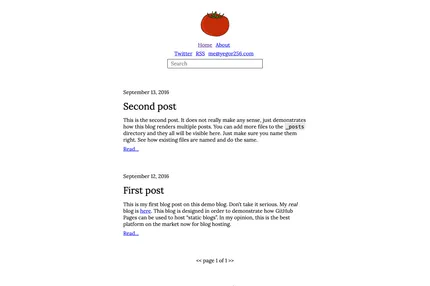 Home About
Twitter RSS me@yegor256.com
Search
September 13, 2016
Second post
This is the second post. It does not really make any sense, just demonstrates
how this blog renders multiple posts. You can add more files to the _posts
directory and they all will be visible here. Just make sure you name them
right. See how existing files are named and do the same.
Read...
September 12, 2016
First post
This is my first blog post on this demo blog. Don't take it serious. My real
blog is here. This blog is designed in order to demonstrate how GitHub
Pages can be used to host "static blogs". In my opinion, this is the best
platform on the market now for blog hosting.
Read...
<< page 1 of 1 >>